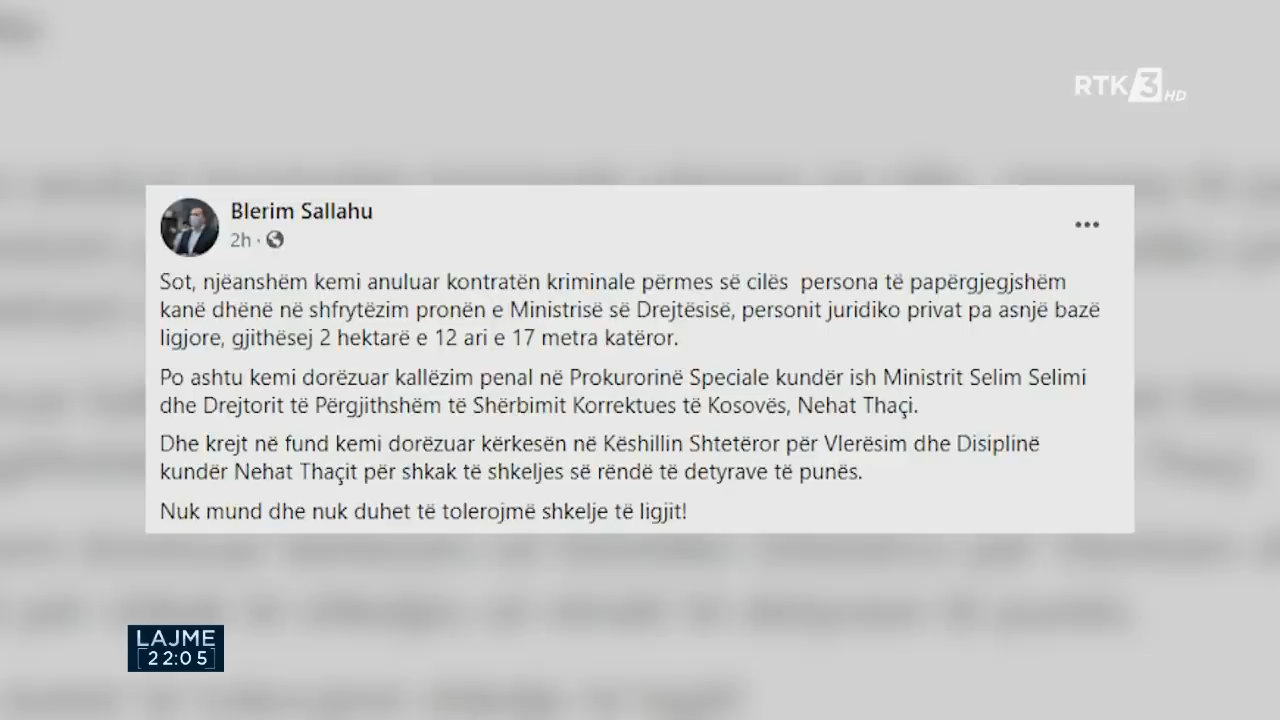 RTK 3 HD
Blerim Sallahu
2h ·
Sot, njëanshëm kemi anuluar kontratën kriminale përmes së cilës persona të papërgjegjshëm
kanë dhënë në shfrytëzim pronën e Ministrisë së Drejtësisë, personit juridiko privat pa asnjë bazë
ligjore, gjithësej 2 hektarë e 12 ari e 17 metra katëror.
Po ashtu kemi dorëzuar kallëzim penal në Prokurorinë Speciale kundër ish Ministrit Selim Selimi
dhe Drejtorit të Përgjithshëm të Shërbimit Korrektues të Kosovës, Nehat Thaçi.
Dhe krejt në fund kemi dorëzuar kërkesën në Këshillin Shtetëror për Vlerësim dhe Disiplinë
kundër Nehat Thaçit për shkak të shkeljes së rëndë të detyrave të punës.
Nuk mund dhe nuk duhet të tolerojmë shkelje të ligjit!
LAJME
22:05